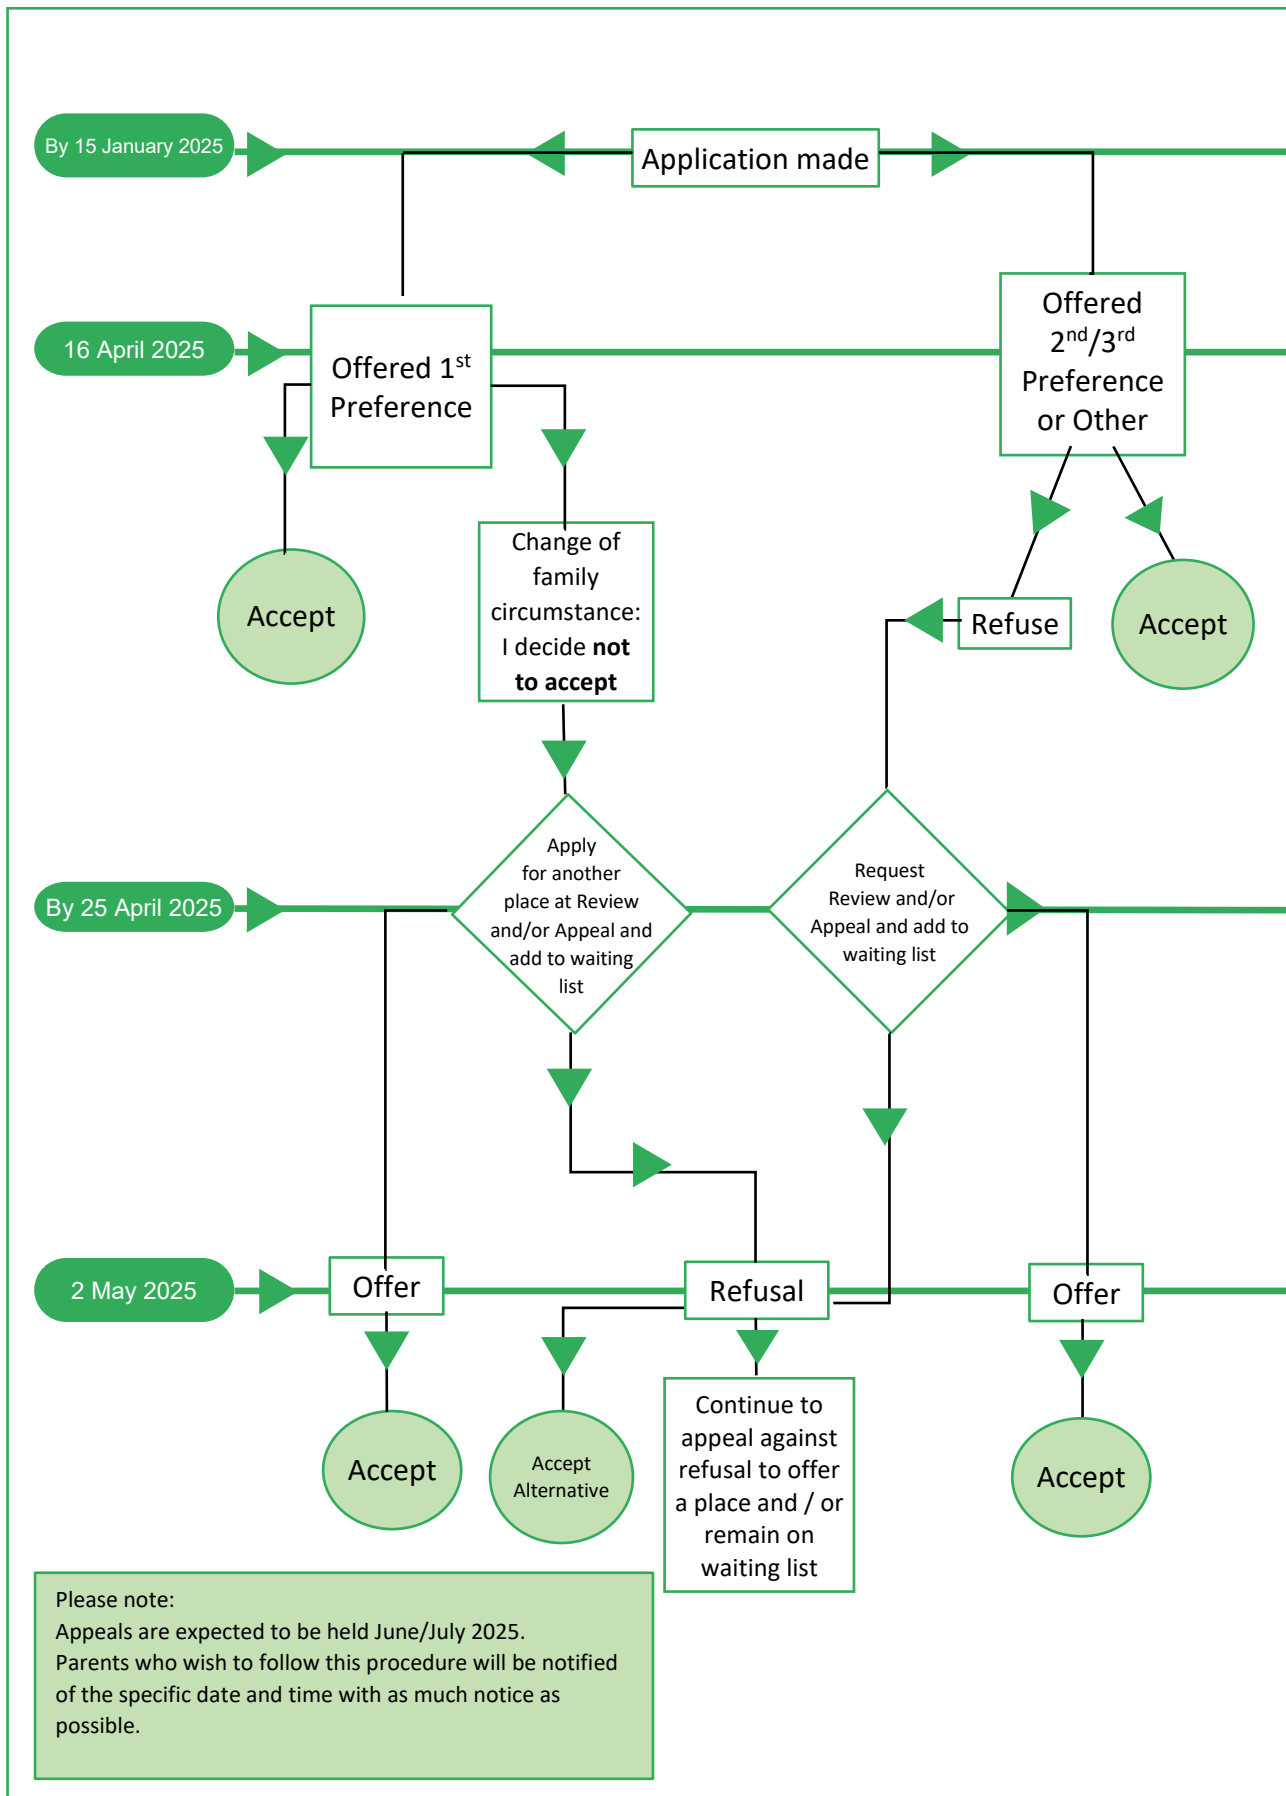 By 15 January 2025
Application made
16 April 2025
Offered 1st
Preference
Offered
2nd/3rd
Preference
or Other
Accept
Change of
family
circumstance:
I decide not
to accept
Refuse
Accept
By 25 April 2025
Apply
for another
place at Review
and/or Appeal and
add to waiting
list
Request
Review and/or
Appeal and add to
waiting list
2 May 2025
Offer
Refusal
Offer
Accept
Accept
Alternative
Continue to
appeal against
refusal to offer
a place and / or
remain on
waiting list
Accept
Please note:
Appeals are expected to be held June/July 2025.
Parents who wish to follow this procedure will be notified
of the specific date and time with as much notice as
possible.